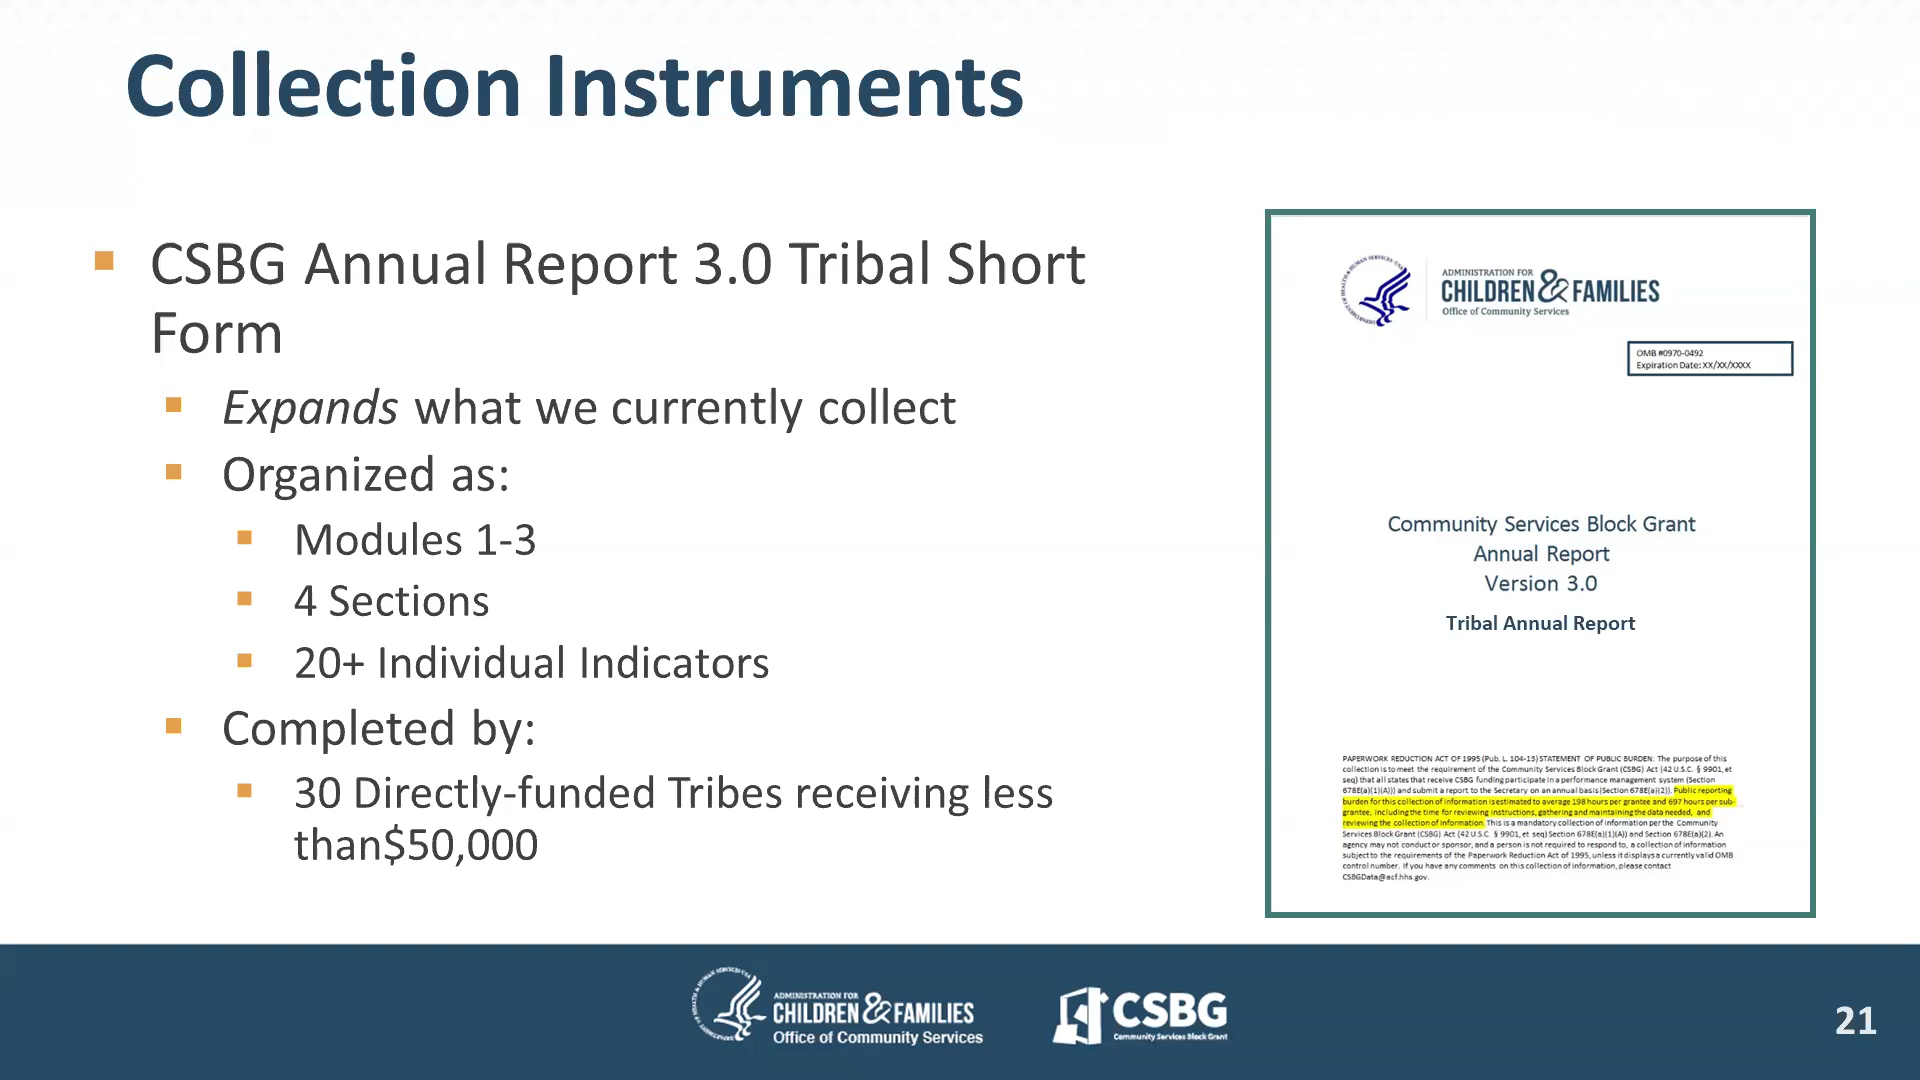 Collection Instruments
CSBG Annual Report 3.0 Tribal Short
Form
Expands what we currently collect
Organized as:
Modules 1-3
4 Sections
20+ Individual Indicators
Completed by:
30 Directly-funded Tribes receiving less
than$50,000
ADMINISTRATION FOR
CHILDREN & FAMILIES
Office of Community Services
OMB #0970-0492
Expiration Date: XX/XX/XXXX
Community Services Block Grant
Annual Report
Version 3.0
Tribal Annual Report
PAPERWORK REDUCTION ACT OF 1995 (Pub. L. 104-13) STATEMENT OF PUBLIC BURDEN: The purpose of this
collection is to meet the requirement of the Community Services Block Grant (CSBG) Act (42 U.S.C. § 9901, et
seq) that all states that receive CSBG funding participate in a performance management system (Section
678E(a)(1)(A)) and submit a report to the Secretary on an annual basis (Section 678E(a)(2)). Public reporting
burden for this collection of information is estimated to average 198 hours per grantee and 697 hours per sub-
grantee, including the time for reviewing instructions, gathering and maintaining the data needed, and
reviewing the collection of information. This is a mandatory collection of information per the Community
Services Block Grant (CSBG) Act (42 U.S.C. § 9901, et seq) Section 678E(a)(1)(A)) and Section 678E(a)(2). An
agency may not conduct or sponsor, and a person is not required to respond to, a collection of information
subject to the requirements of the Paperwork Reduction Act of 1995, unless it displays a currently valid OMB
control number. If you have any comments on this collection of information, please contact
CSBGData@acf.hhs.gov.
ADMINISTRATION FOR
CHILDREN & FAMILIES
Office of Community Services
CSBG
Community Services Block Grant
21